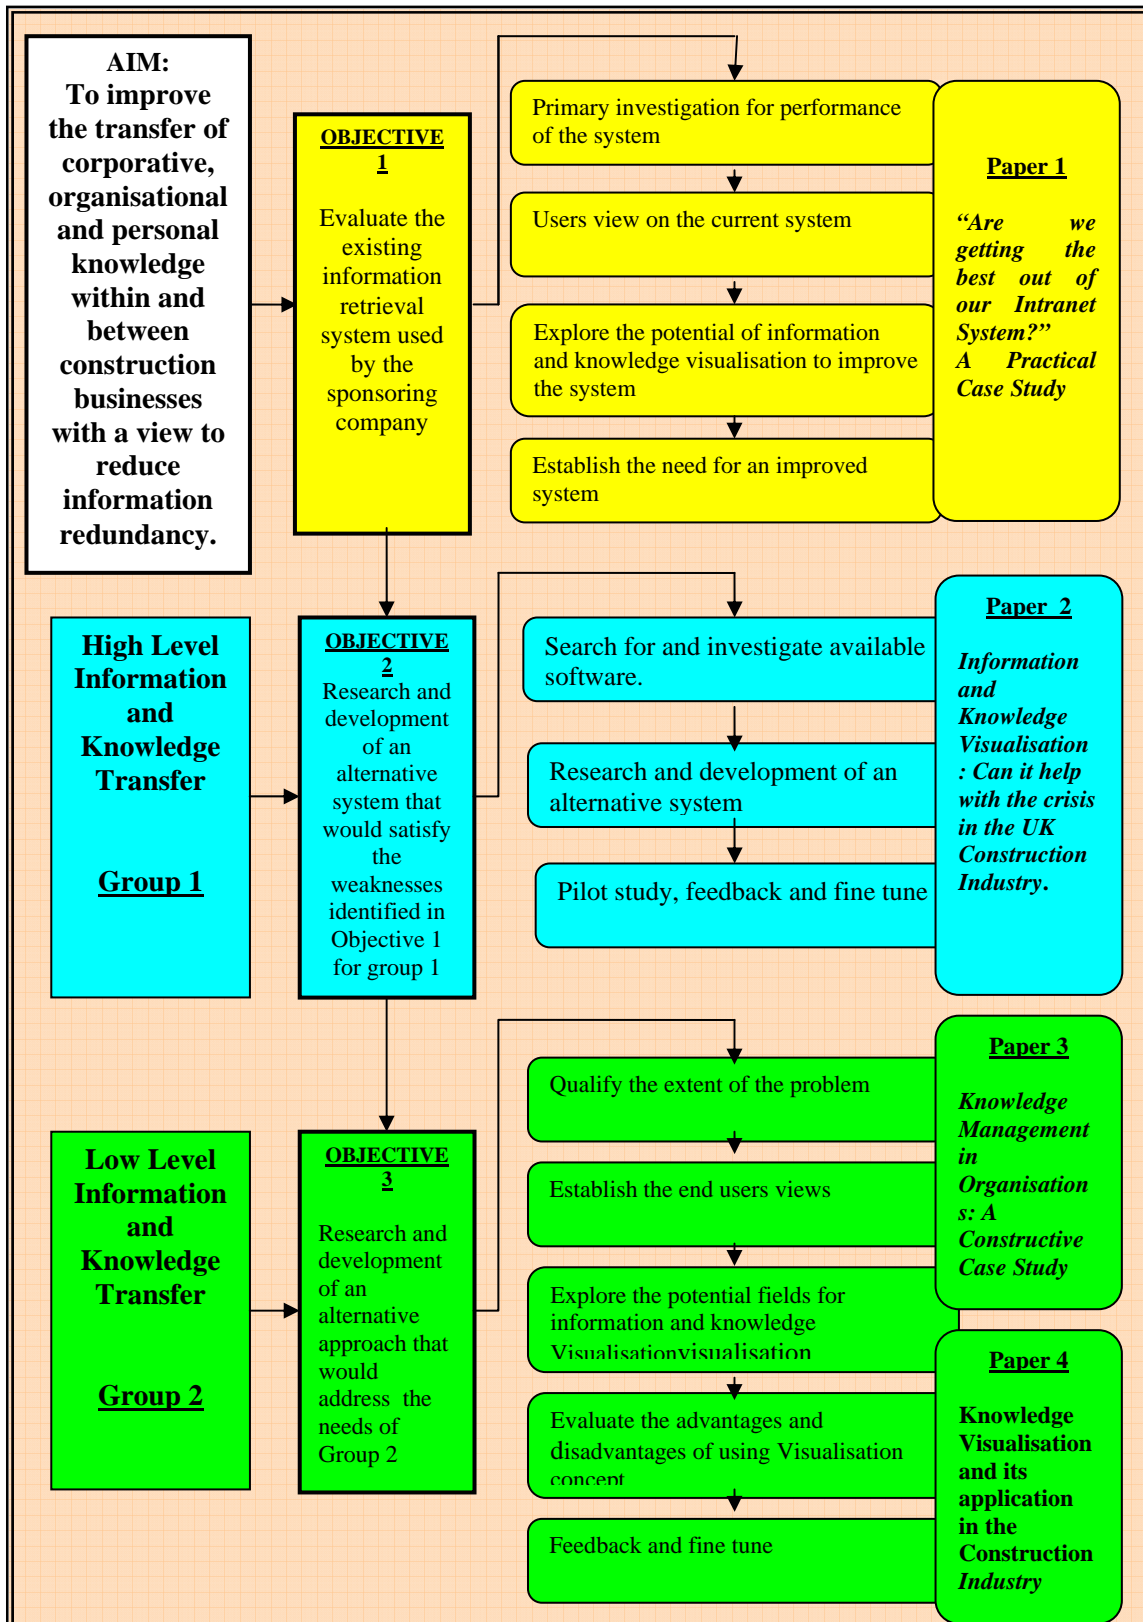 AIM:
To improve
the transfer of
corporative,
organisational
and personal
knowledge
within and
between
construction
businesses
with a view to
reduce
information
redundancy.
OBJECTIVE
1
Evaluate the
existing
information
retrieval
system used
by the
sponsoring
company
Primary investigation for performance
of the system
Users view on the current system
Explore the potential of information
and knowledge visualisation to improve
the system
Establish the need for an improved
system
Paper 1
“Are we
getting the
best out of
our Intranet
System?”
A Practical
Case Study
High Level
Information
and
Knowledge
Transfer
Group 1
OBJECTIVE
2
Research and
development
of an
alternative
system that
would satisfy
the
weaknesses
identified in
Objective 1
for group 1
Search for and investigate available
software.
Research and development of an
alternative system
Pilot study, feedback and fine tune
Paper 2
Information
and
Knowledge
Visualisation
: Can it help
with the crisis
in the UK
Construction
Industry.
Low Level
Information
and
Knowledge
Transfer
Group 2
OBJECTIVE
3
Research and
development
of an
alternative
approach that
would
address the
needs of
Group 2
Qualify the extent of the problem
Establish the end users views
Explore the potential fields for
information and knowledge
Visualisationvisualisation
Evaluate the advantages and
disadvantages of using Visualisation
concept
Feedback and fine tune
Paper 3
Knowledge
Management
in
Organisation
s: A
Constructive
Case Study
Paper 4
Knowledge
Visualisation
and its
application
in the
Construction
Industry